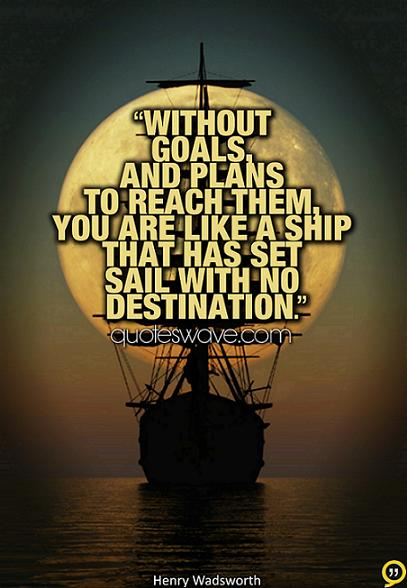 “WITHOUT
GOALS,
AND PLANS
TO REACH THEM,
YOU ARE LIKE A SHIP
THAT HAS SET
SAIL WITH NO
DESTINATION.”
quoteswave.com
Henry Wadsworth